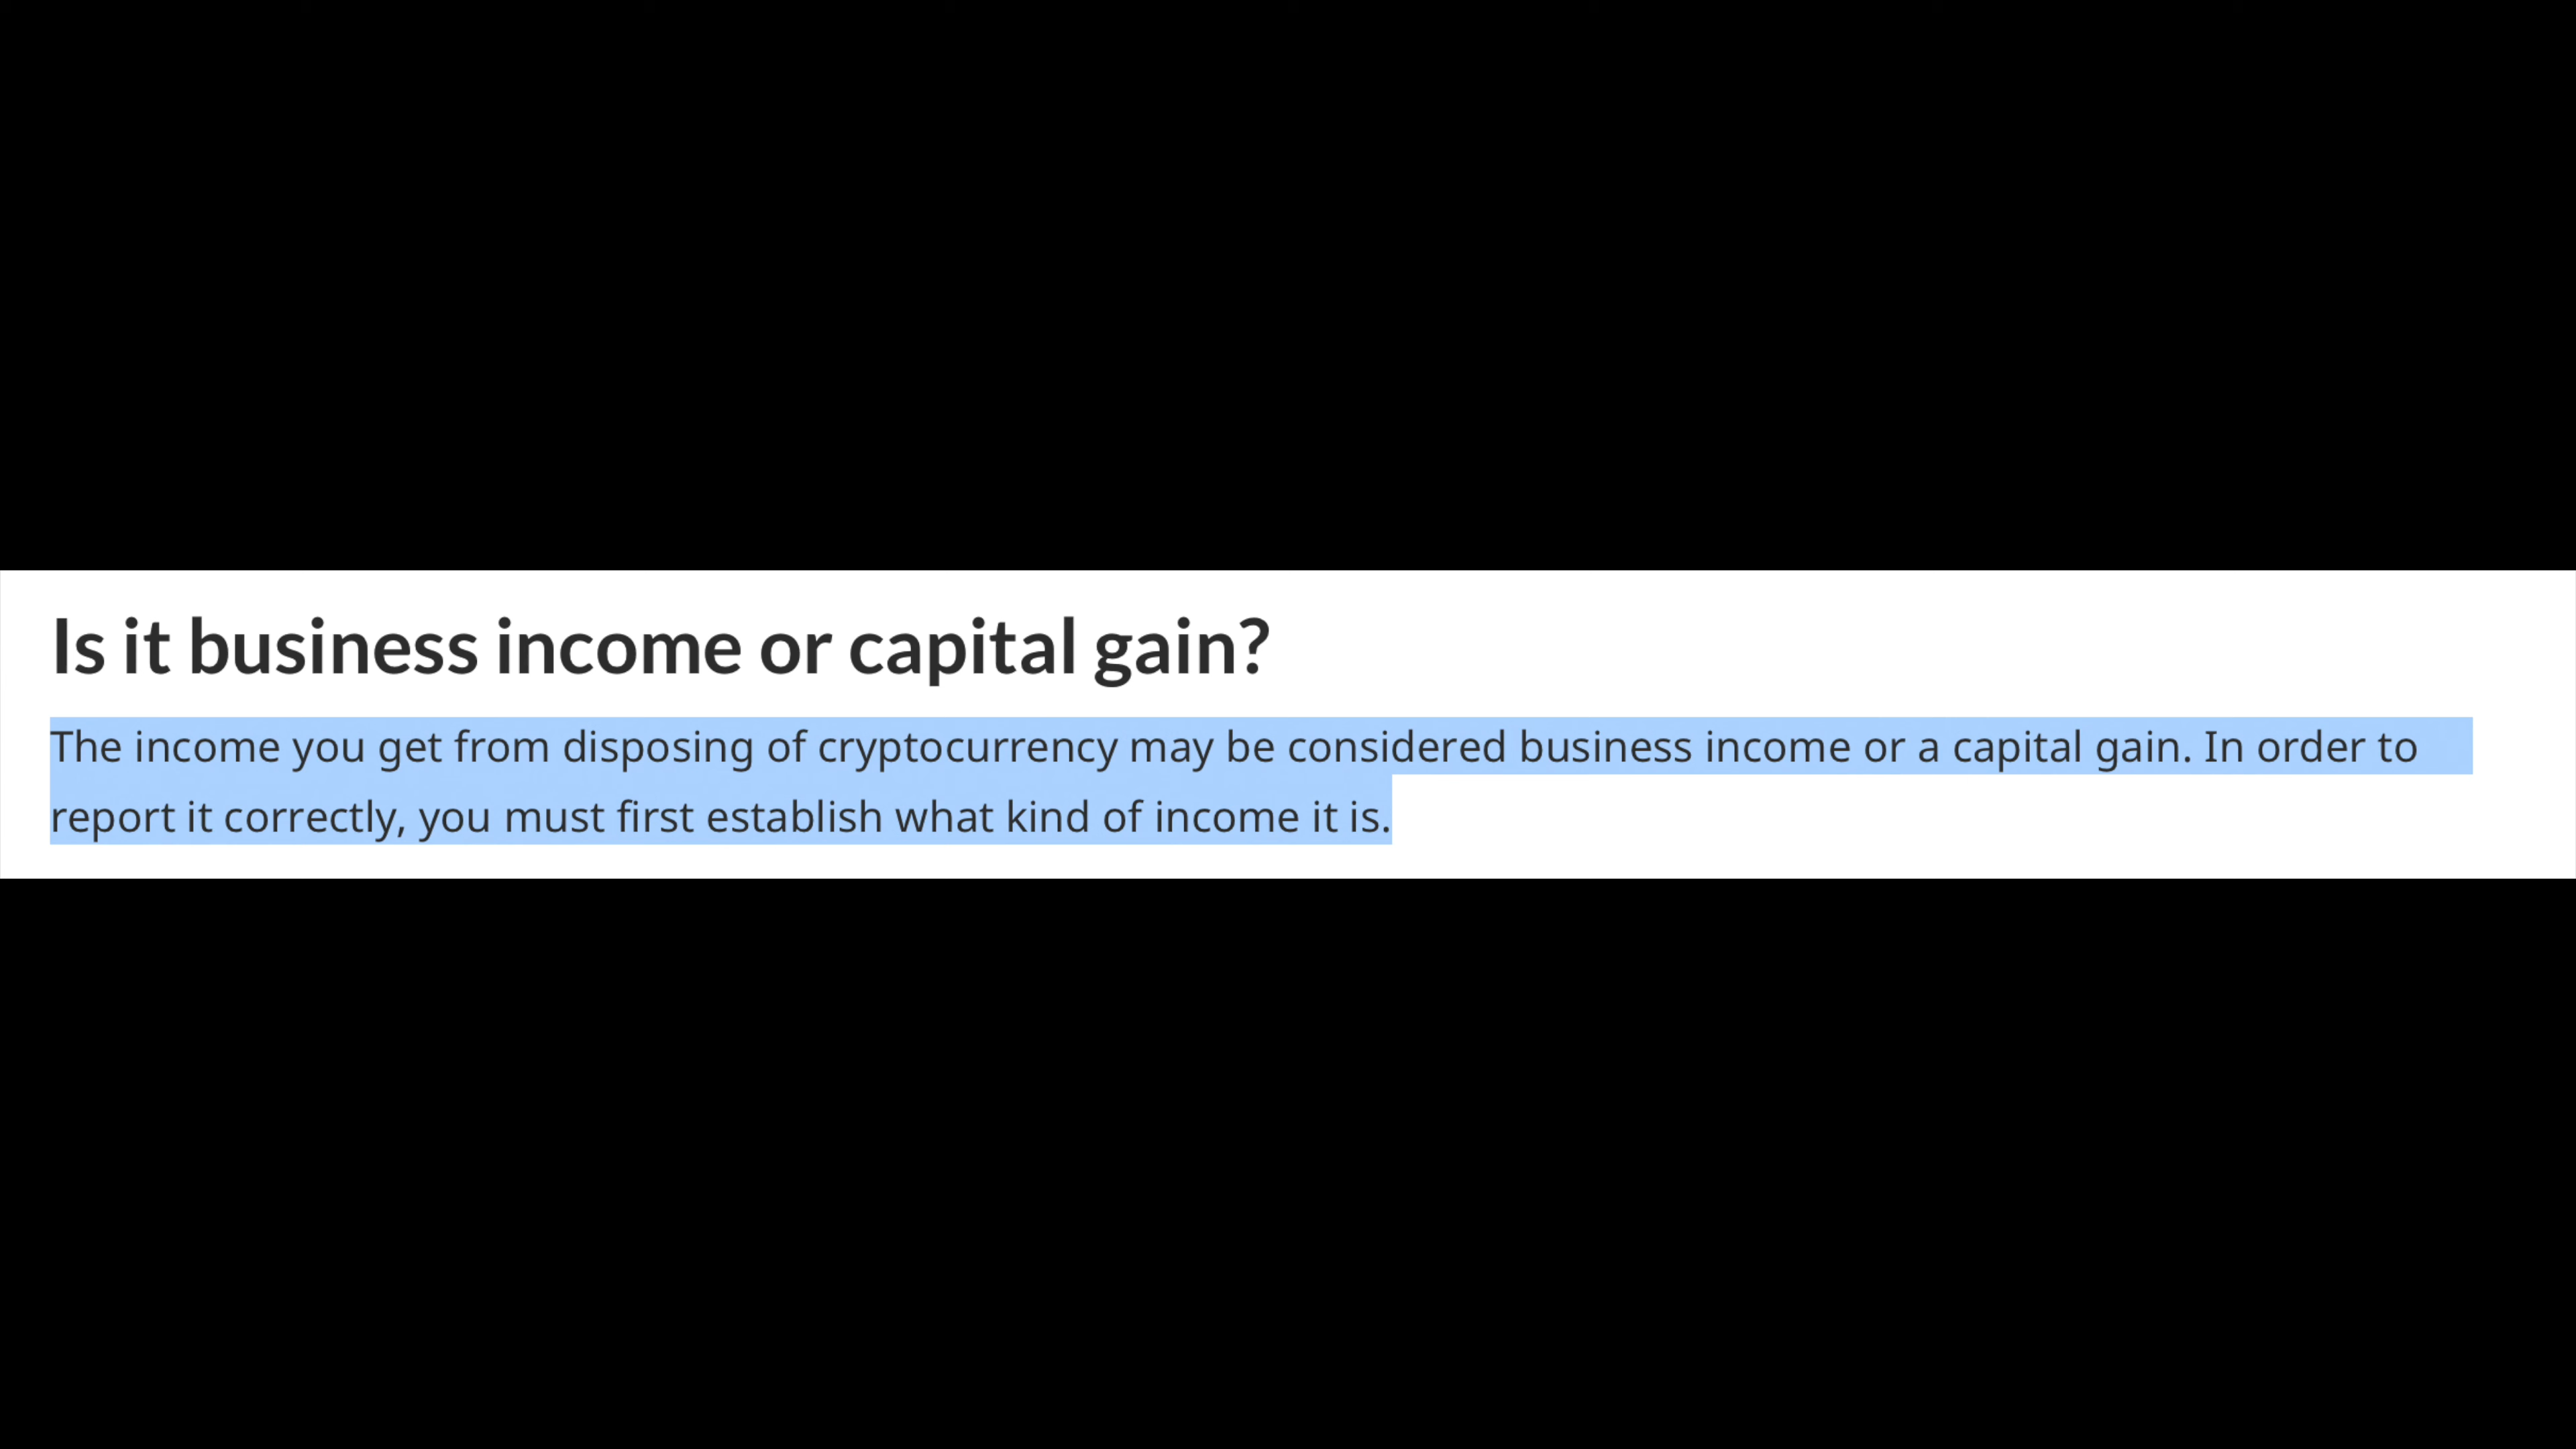 Is it business income or capital gain?
The income you get from disposing of cryptocurrency may be considered business income or a capital gain. In order to
report it correctly, you must first establish what kind of income it is.